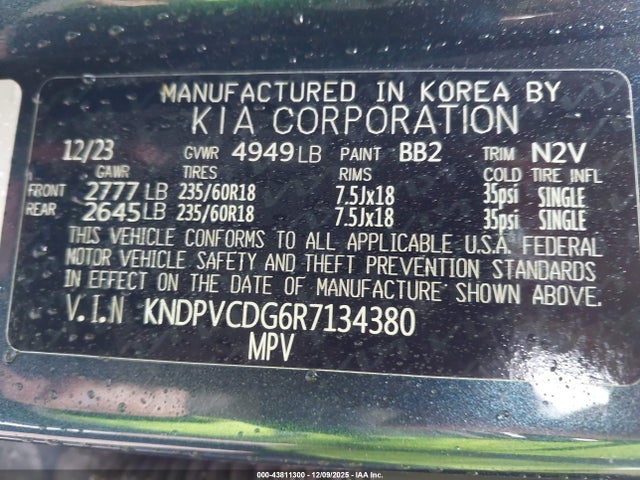 MANUFACTURED IN KOREA BY
KIA CORPORATION
12/23 GVWR 4949 LB PAINT BB2 TRIM N2V
GAWR TIRES RIMS COLD TIRE INFL
FRONT 2777 LB 235/60R18 7.5Jx18 35psi SINGLE
REAR 2645 LB 235/60R18 7.5Jx18 35psi SINGLE
THIS VEHICLE CONFORMS TO ALL APPLICABLE U.S.A. FEDERAL
MOTOR VEHICLE SAFETY AND THEFT PREVENTION STANDARDS
IN EFFECT ON THE DATE OF MANUFACTURE SHOWN ABOVE.
V.I.N KNDPVCDG6R7134380
MPV
000-43811300 - 12/09/2025 - IAA Inc.